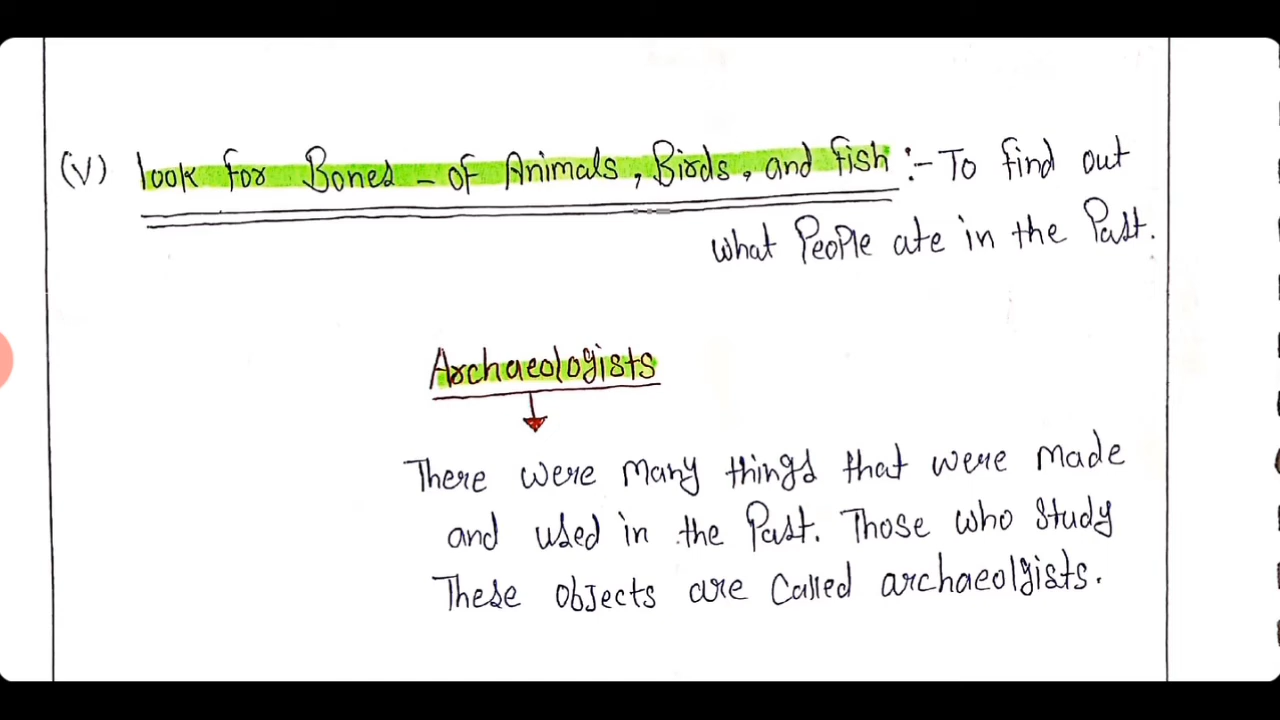 (V) look for Bones - of Animals, Birds, and fish :- To find out
what People ate in the Past.
Archaeologists
There were many things that were made
and used in the Past. Those who study
These objects are called archaeolgists.